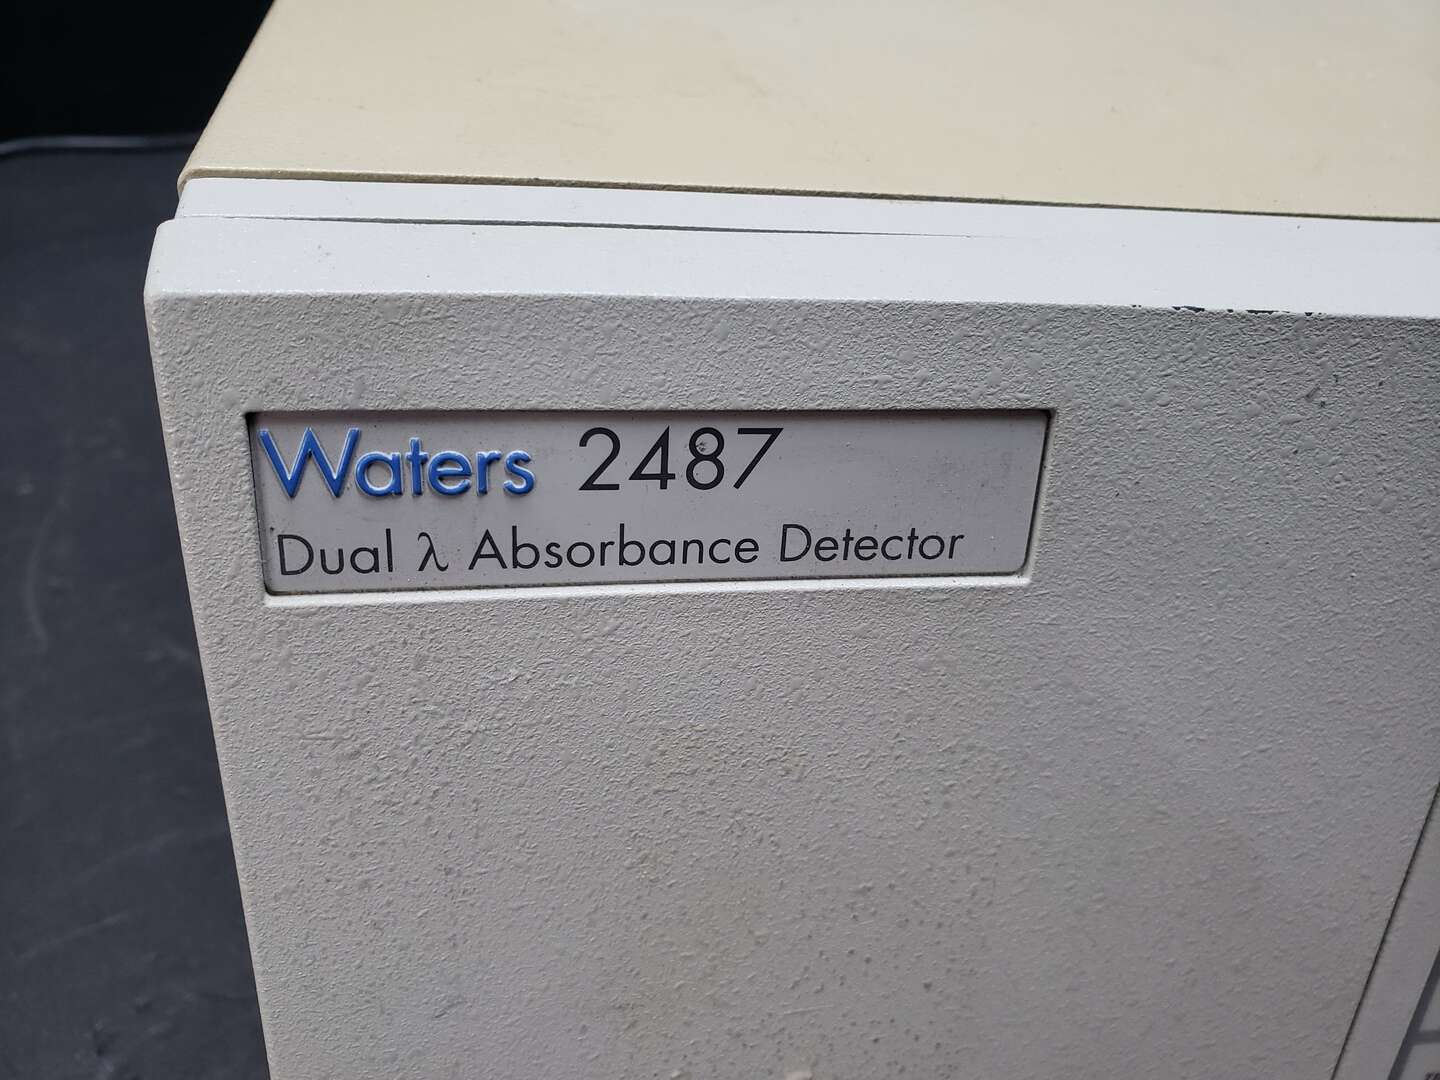 Waters 2487
Dual λ Absorbance Detector